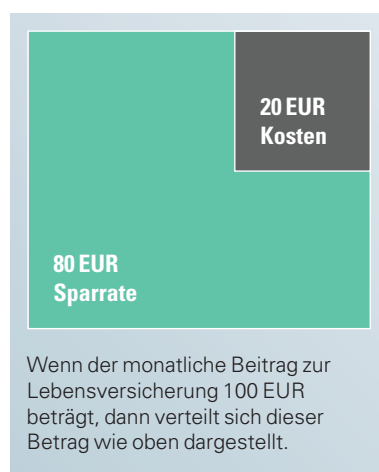 20 EUR
Kosten
80 EUR
Sparrate
Wenn der monatliche Beitrag zur
Lebensversicherung 100 EUR
beträgt, dann verteilt sich dieser
Betrag wie oben dargestellt.